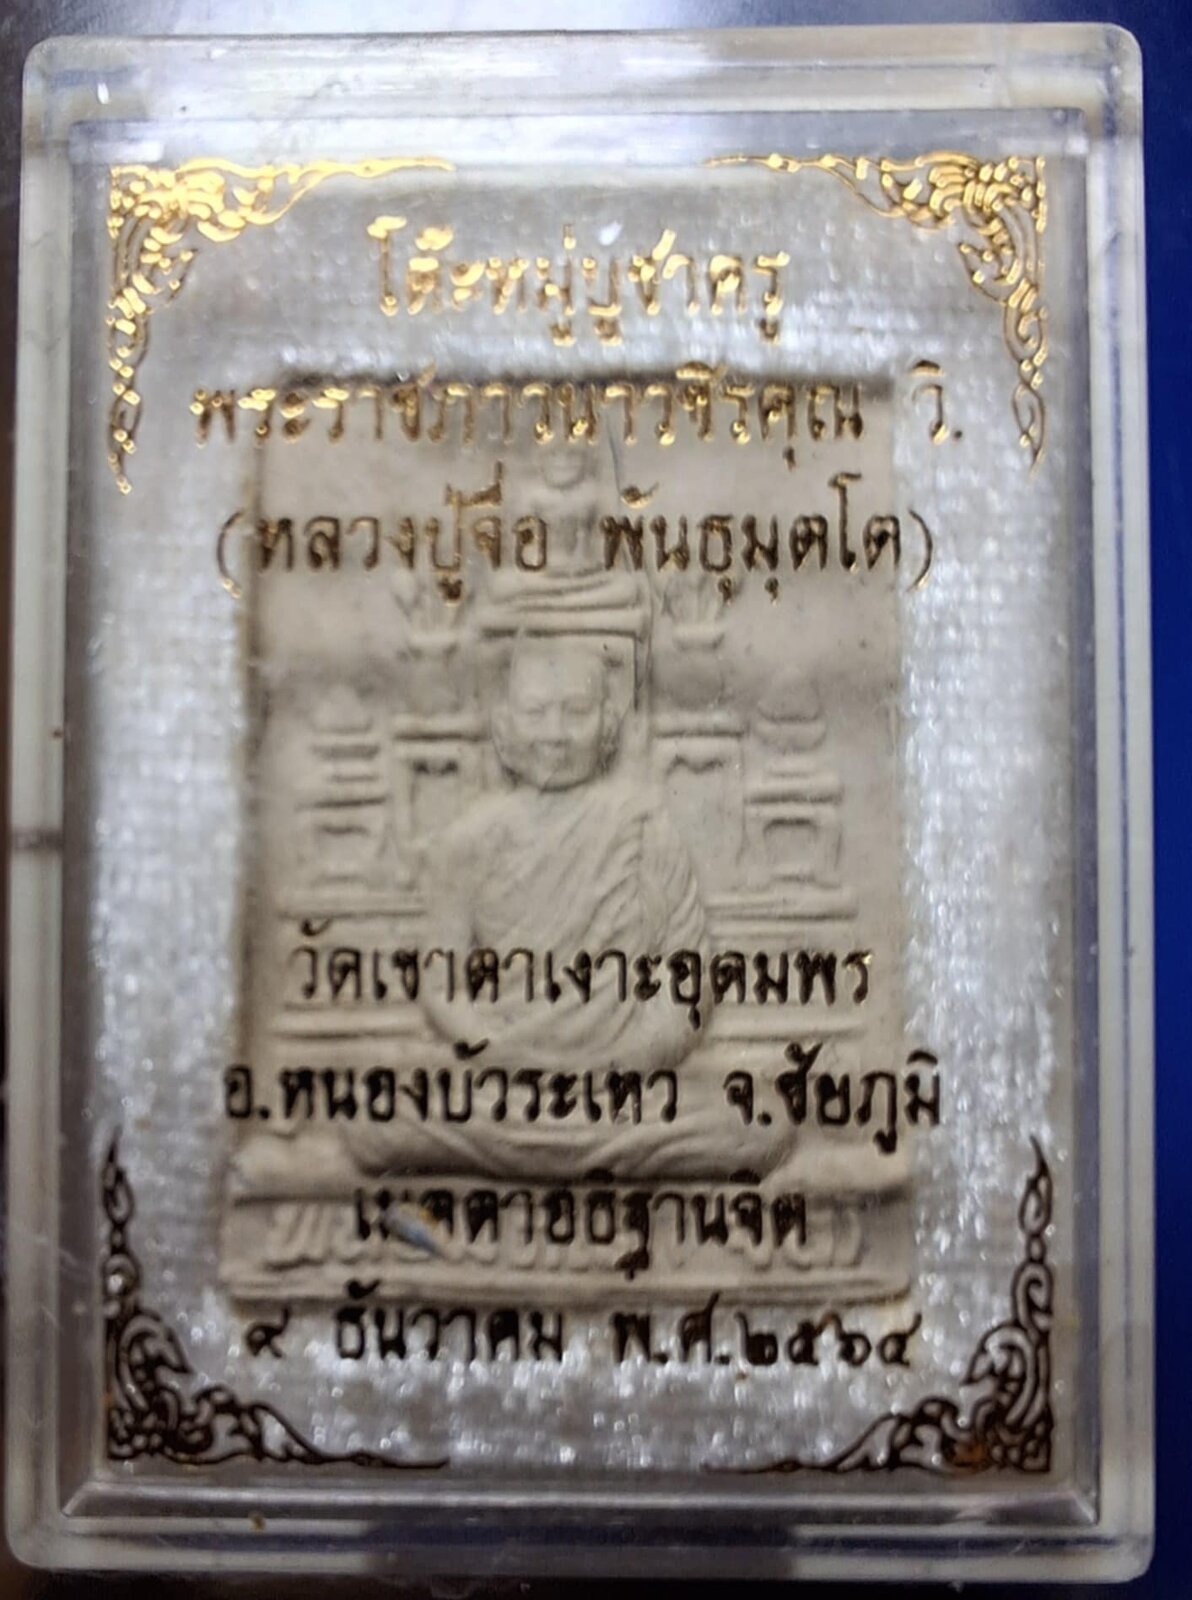 โต๊ะหมู่บูชาครู
พระราชภาวนาวชิรคุณ วิ.
(หลวงปู่จื่อ พันธมุตโต)
วัดเขาตาเงาะอุดมพร
อ.หนองบัวระเหว จ.ชัยภูมิ
เมตตาอธิฐานจิต
๙ ธันวาคม พ.ศ.๒๕๖๔